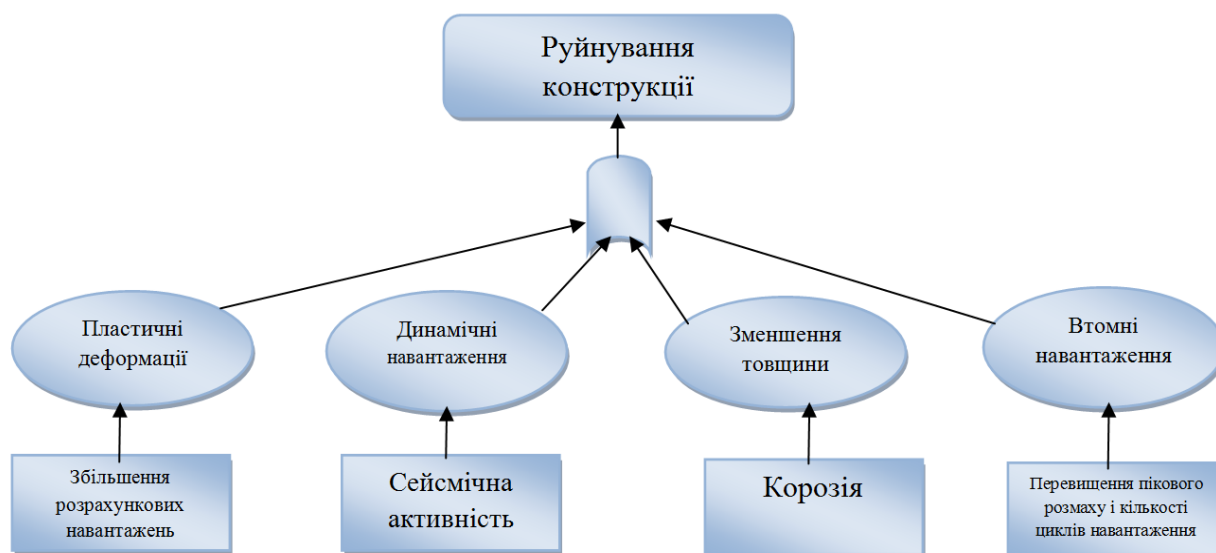 Руйнування
конструкції
Пластичні
деформації
Динамічні
навантаження
Зменшення
товщини
Втомні
навантаження
Збільшення
розрахункових
навантажень
Сейсмічна
активність
Корозія
Перевищення пікового
розмаху і кількості
циклів навантаження